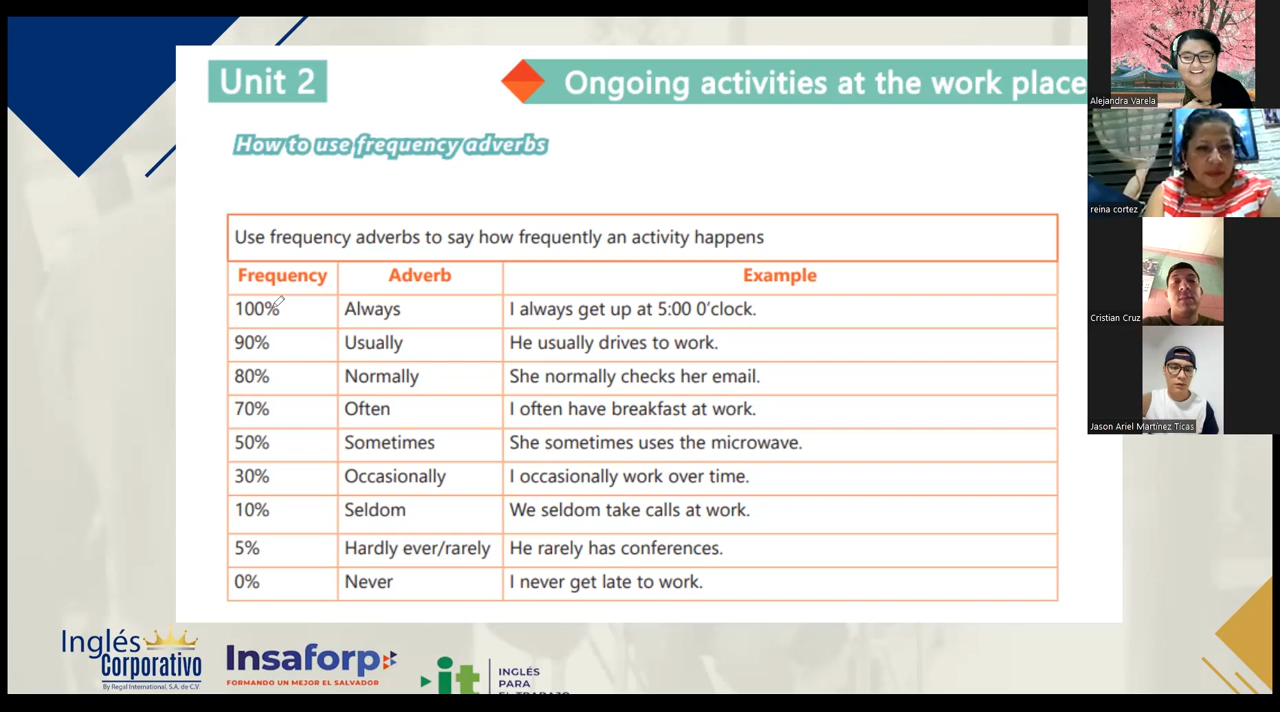 Unit 2
Ongoing activities at the work place
How to use frequency adverbs
Use frequency adverbs to say how frequently an activity happens
Frequency Adverb Example
100% Always I always get up at 5:00 0'clock.
90% Usually He usually drives to work.
80% Normally She normally checks her email.
70% Often I often have breakfast at work.
50% Sometimes She sometimes uses the microwave.
30% Occasionally I occasionally work over time.
10% Seldom We seldom take calls at work.
5% Hardly ever/rarely He rarely has conferences.
0% Never I never get late to work.
Inglés
Corporativo
By Regal International, S.A. de C.V.
Insaforp
FORMANDO UN MEJOR EL SALVADOR
it
INGLÉS
PARA
EL TRABAJO
Alejandra Varela
reina cortez
Cristian Cruz
Jason Ariel Martínez Ticas